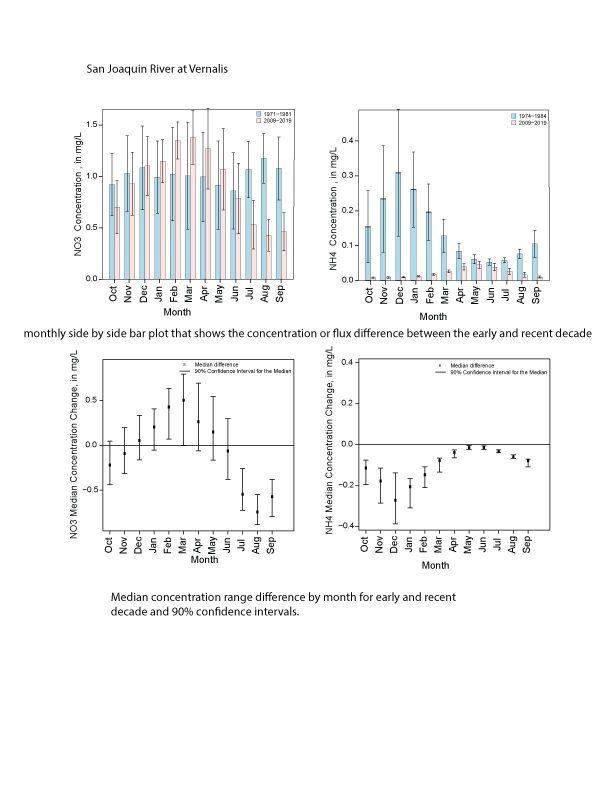 San Joaquin River at Vernalis
NO3 Concentration , in mg/L
1.5
1.0
0.5
0.0
1971−1981
2009−2019
Oct
Nov
Dec
Jan
Feb
Mar
Apr
May
Jun
Jul
Aug
Sep
Month
NH4 Concentration , in mg/L
0.4
0.3
0.2
0.1
0.0
1974−1984
2009−2019
Oct
Nov
Dec
Jan
Feb
Mar
Apr
May
Jun
Jul
Aug
Sep
Month
monthly side by side bar plot that shows the concentration or flux difference between the early and recent decade
NO3 Median Concentration Change, in mg/L
0.5
0.0
−0.5
Median difference
90% Confidence Interval for the Median
Oct
Nov
Dec
Jan
Feb
Mar
Apr
May
Jun
Jul
Aug
Sep
Month
NH4 Median Concentration Change, in mg/L
0.4
0.2
0.0
−0.2
−0.4
Median difference
90% Confidence Interval for the Median
Oct
Nov
Dec
Jan
Feb
Mar
Apr
May
Jun
Jul
Aug
Sep
Month
Median concentration range difference by month for early and recent
decade and 90% confidence intervals.